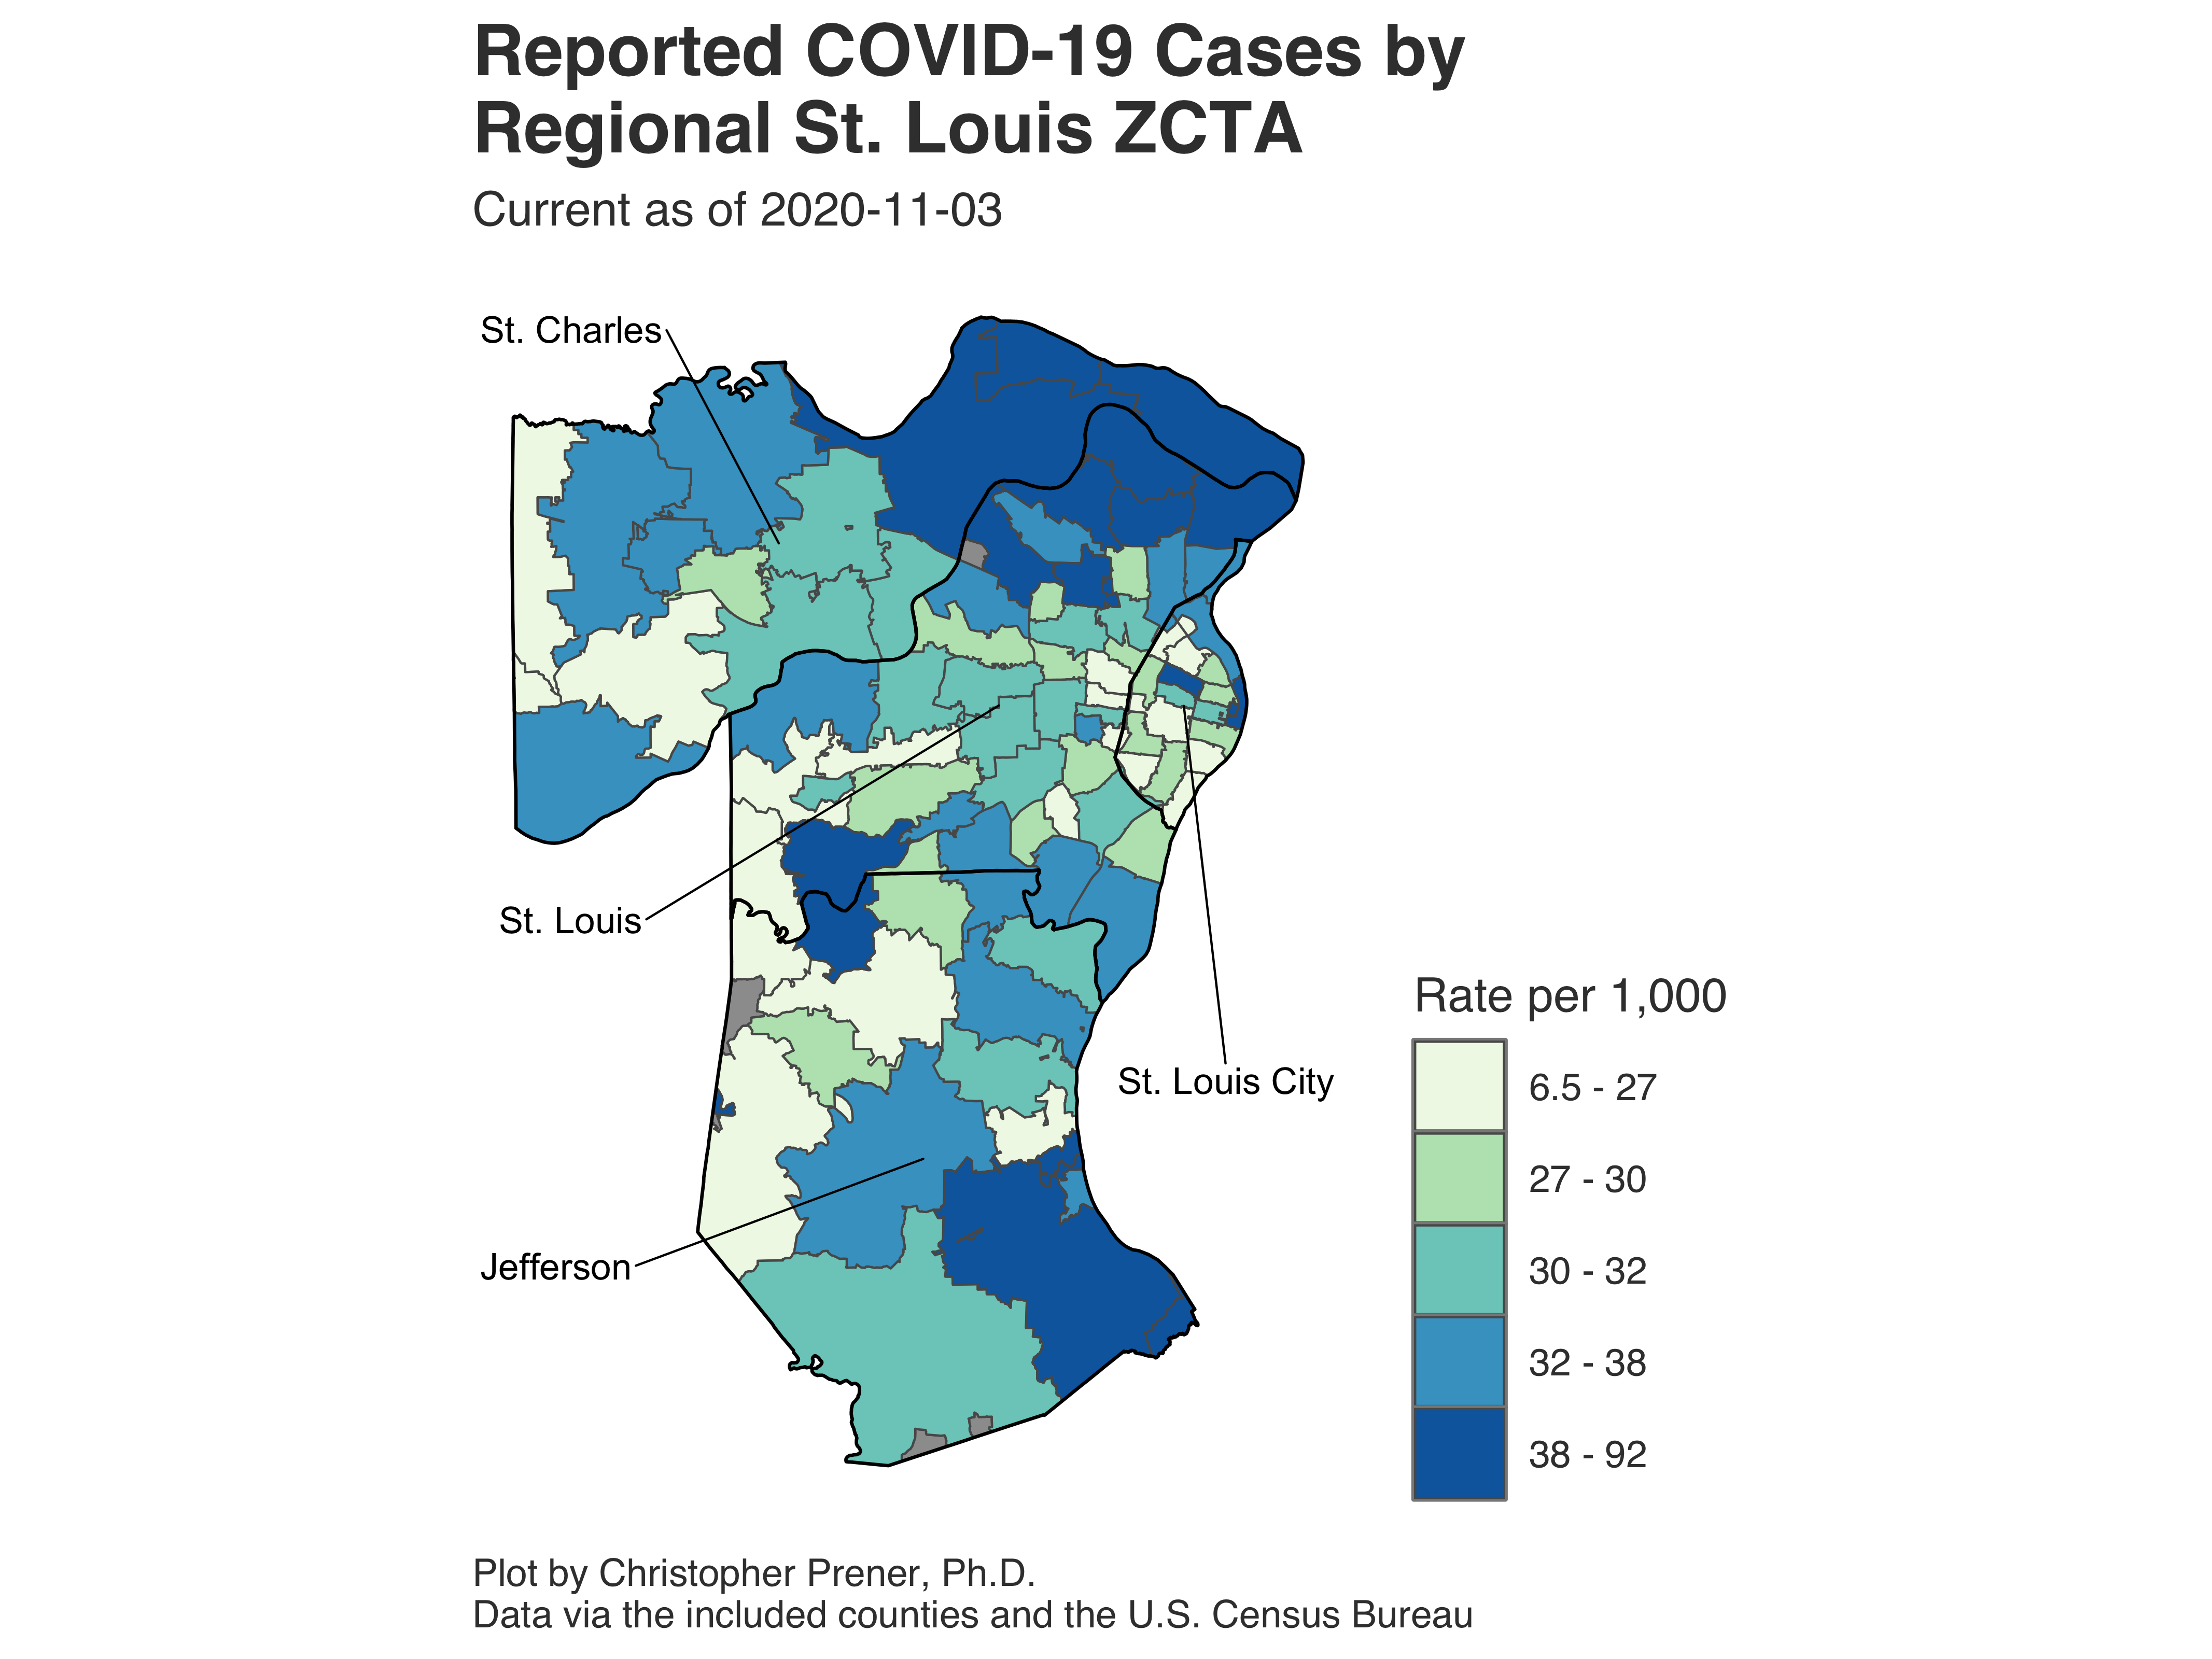 Reported COVID-19 Cases by
Regional St. Louis ZCTA
Current as of 2020-11-03
St. Charles
St. Louis
Rate per 1,000
St. Louis City
6.5 - 27
27 - 30
Jefferson
30 - 32
32 - 38
38 - 92
Plot by Christopher Prener, Ph.D.
Data via the included counties and the U.S. Census Bureau